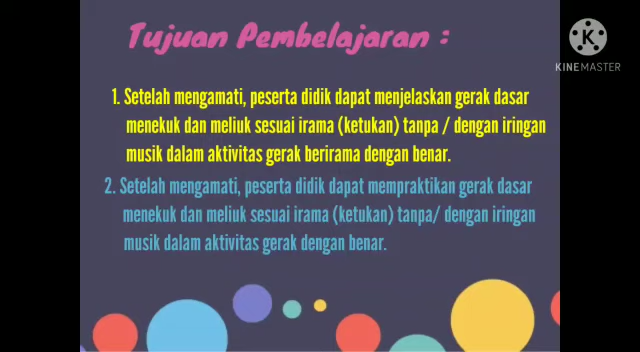 Tujuan Pembelajaran :
KINEMASTER
1. Setelah mengamati, peserta didik dapat menjelaskan gerak dasar
menekuk dan meliuk sesuai irama (ketukan) tanpa / dengan iringan
musik dalam aktivitas gerak berirama dengan benar.
2. Setelah mengamati, peserta didik dapat mempraktikan gerak dasar
menekuk dan meliuk sesuai irama (ketukan) tanpa/ dengan iringan
musik dalam aktivitas gerak dengan benar.